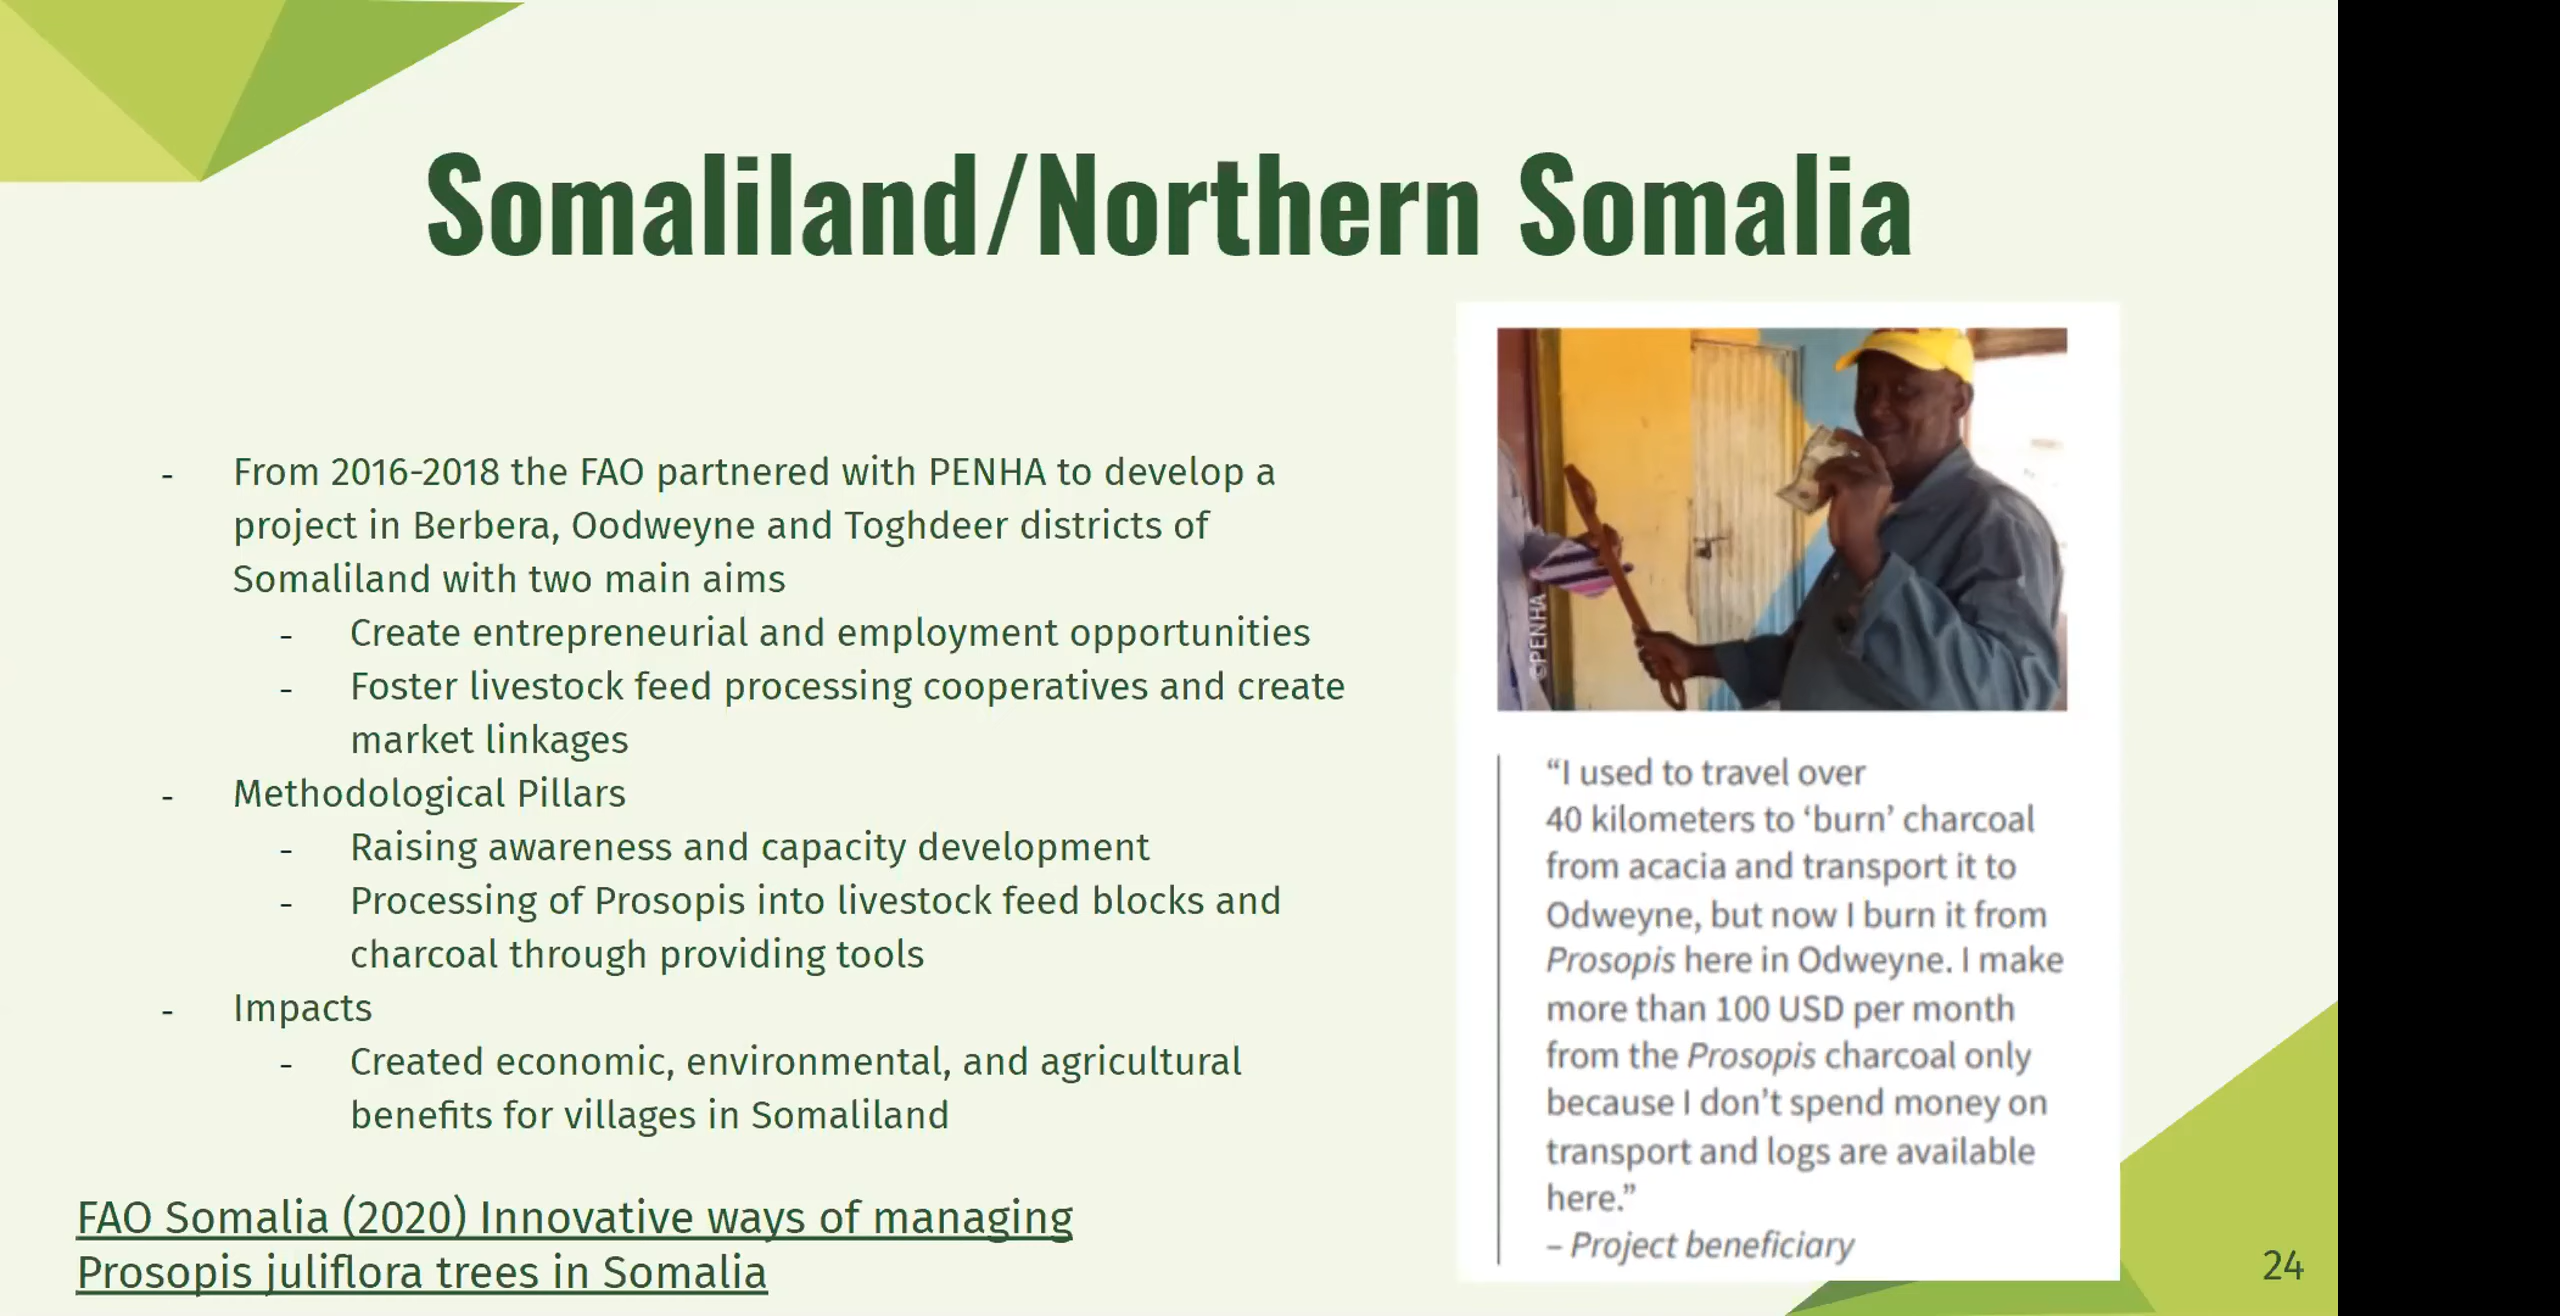 Somaliland/Northern Somalia
- From 2016-2018 the FAO partnered with PENHA to develop a
project in Berbera, Oodweyne and Toghdeer districts of
Somaliland with two main aims
- Create entrepreneurial and employment opportunities
- Foster livestock feed processing cooperatives and create
market linkages
- Methodological Pillars
- Raising awareness and capacity development
- Processing of Prosopis into livestock feed blocks and
charcoal through providing tools
- Impacts
- Created economic, environmental, and agricultural
benefits for villages in Somaliland
FAO Somalia (2020) Innovative ways of managing
Prosopis juliflora trees in Somalia
©PENHA
“I used to travel over
40 kilometers to ‘burn’ charcoal
from acacia and transport it to
Odweyne, but now I burn it from
Prosopis here in Odweyne. I make
more than 100 USD per month
from the Prosopis charcoal only
because I don’t spend money on
transport and logs are available
here.”
– Project beneficiary
24